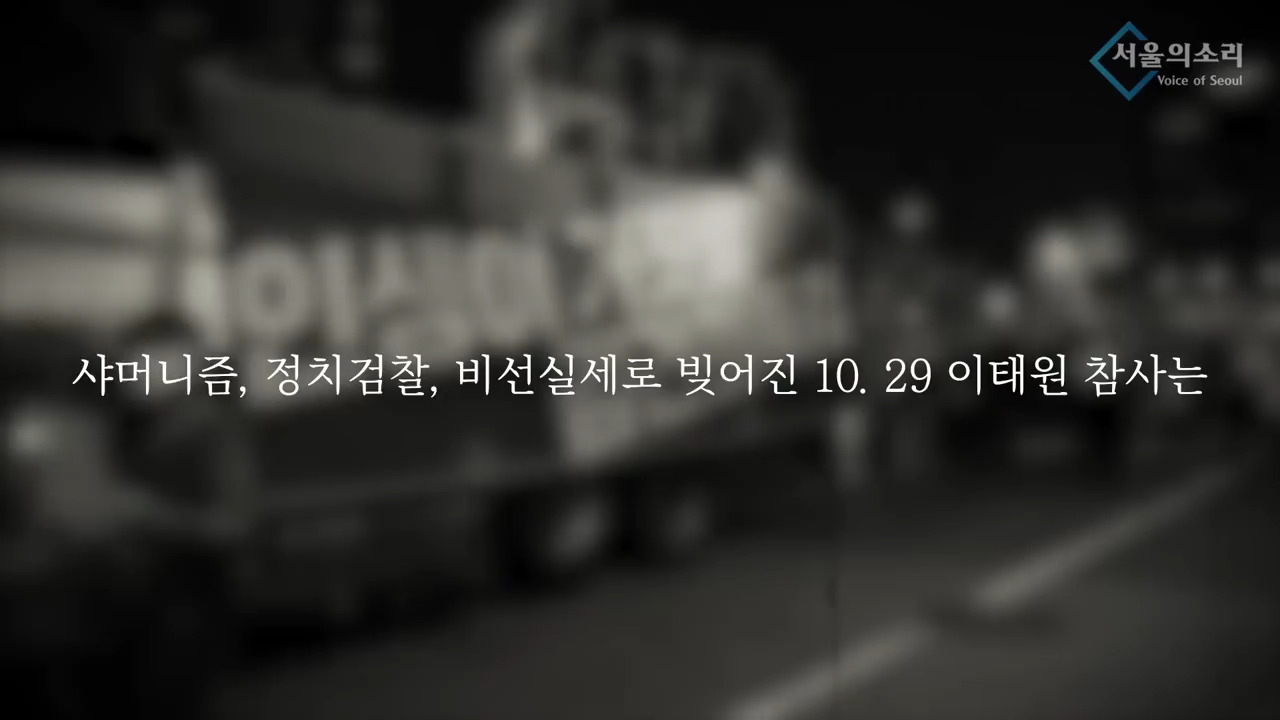 서울의소리
Voice of Seoul
샤머니즘, 정치검찰, 비선실세로 빚어진 10. 29 이태원 참사는